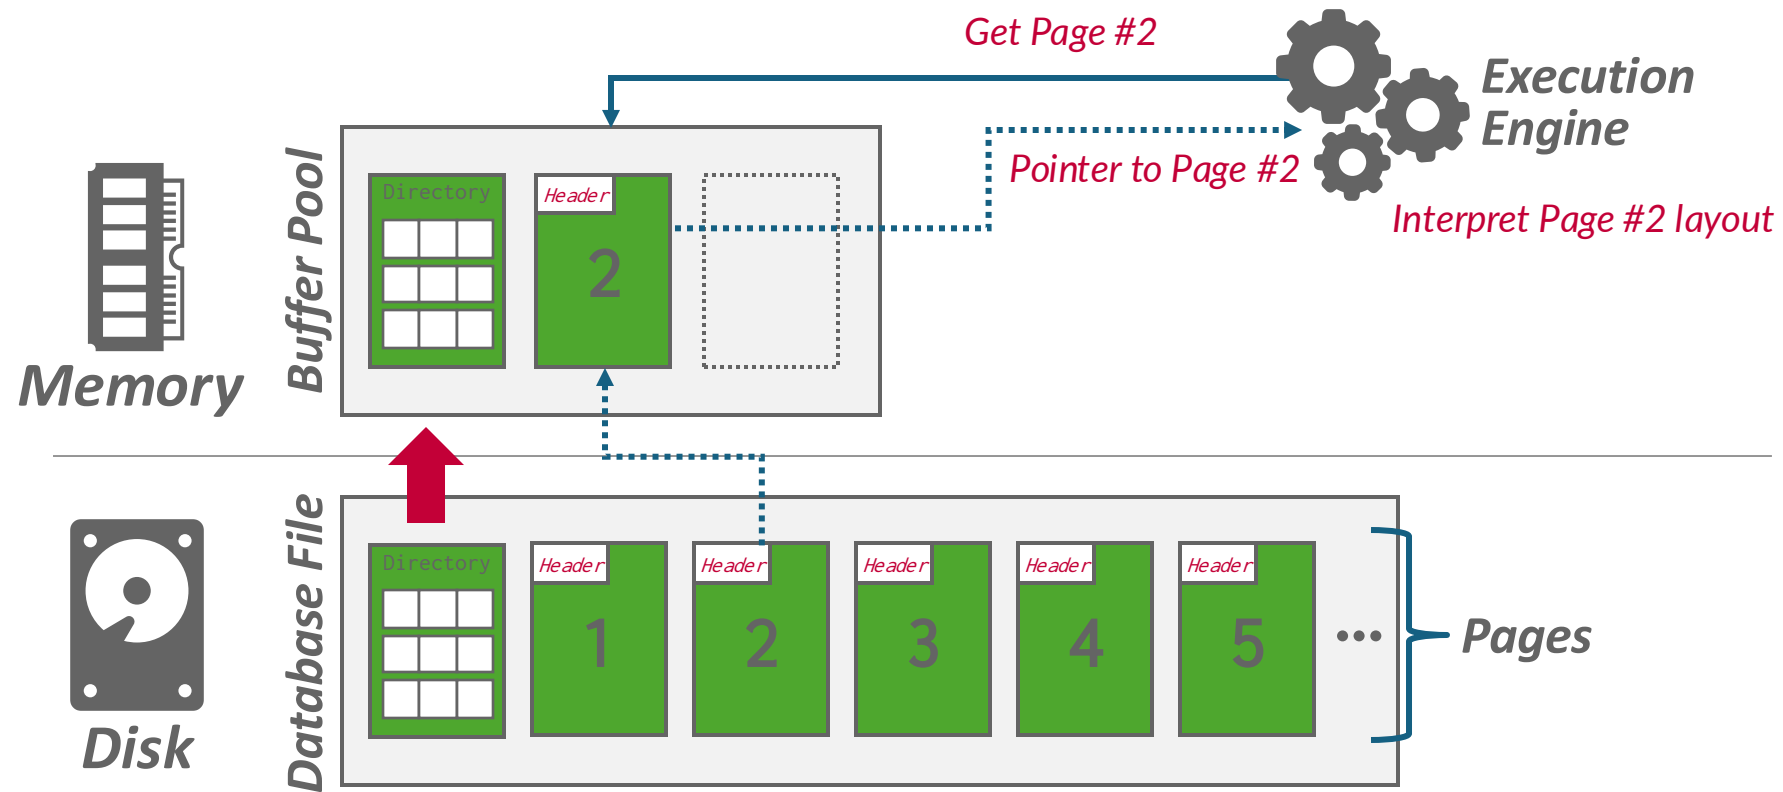 Get Page #2
Execution
Engine
Pointer to Page #2
Interpret Page #2 layout
Memory
Buffer Pool
Directory
Header
2
Disk
Database File
Directory
Header
1
Header
2
Header
3
Header
4
Header
5
•••
Pages